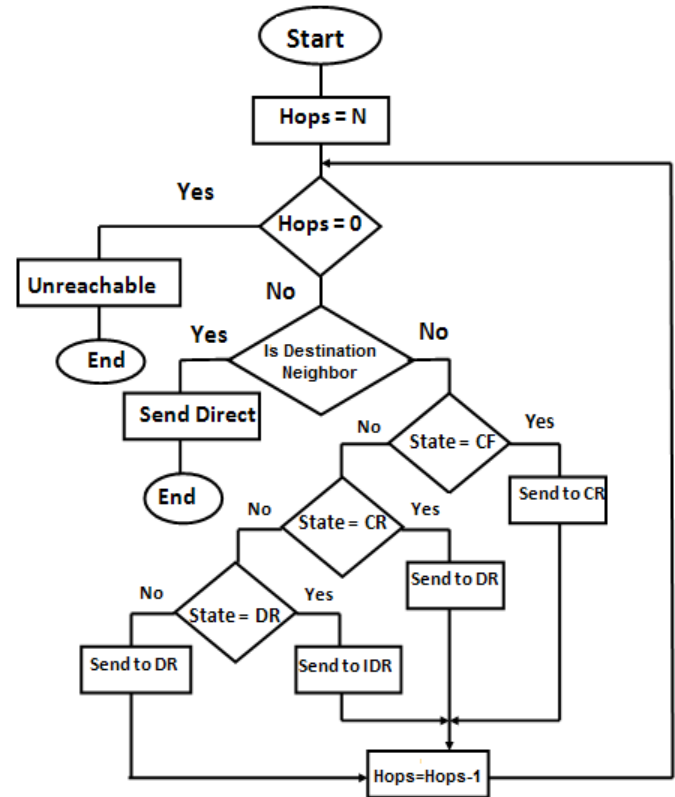 Start
Hops = N
Yes
Hops = 0
Unreachable
No
End
Yes
Is Destination
Neighbor
No
Send Direct
End
No
State = CF
Yes
Send to CR
No
State = CR
Yes
Send to DR
No
State = DR
Yes
Send to DR
Send to IDR
Hops=Hops-1